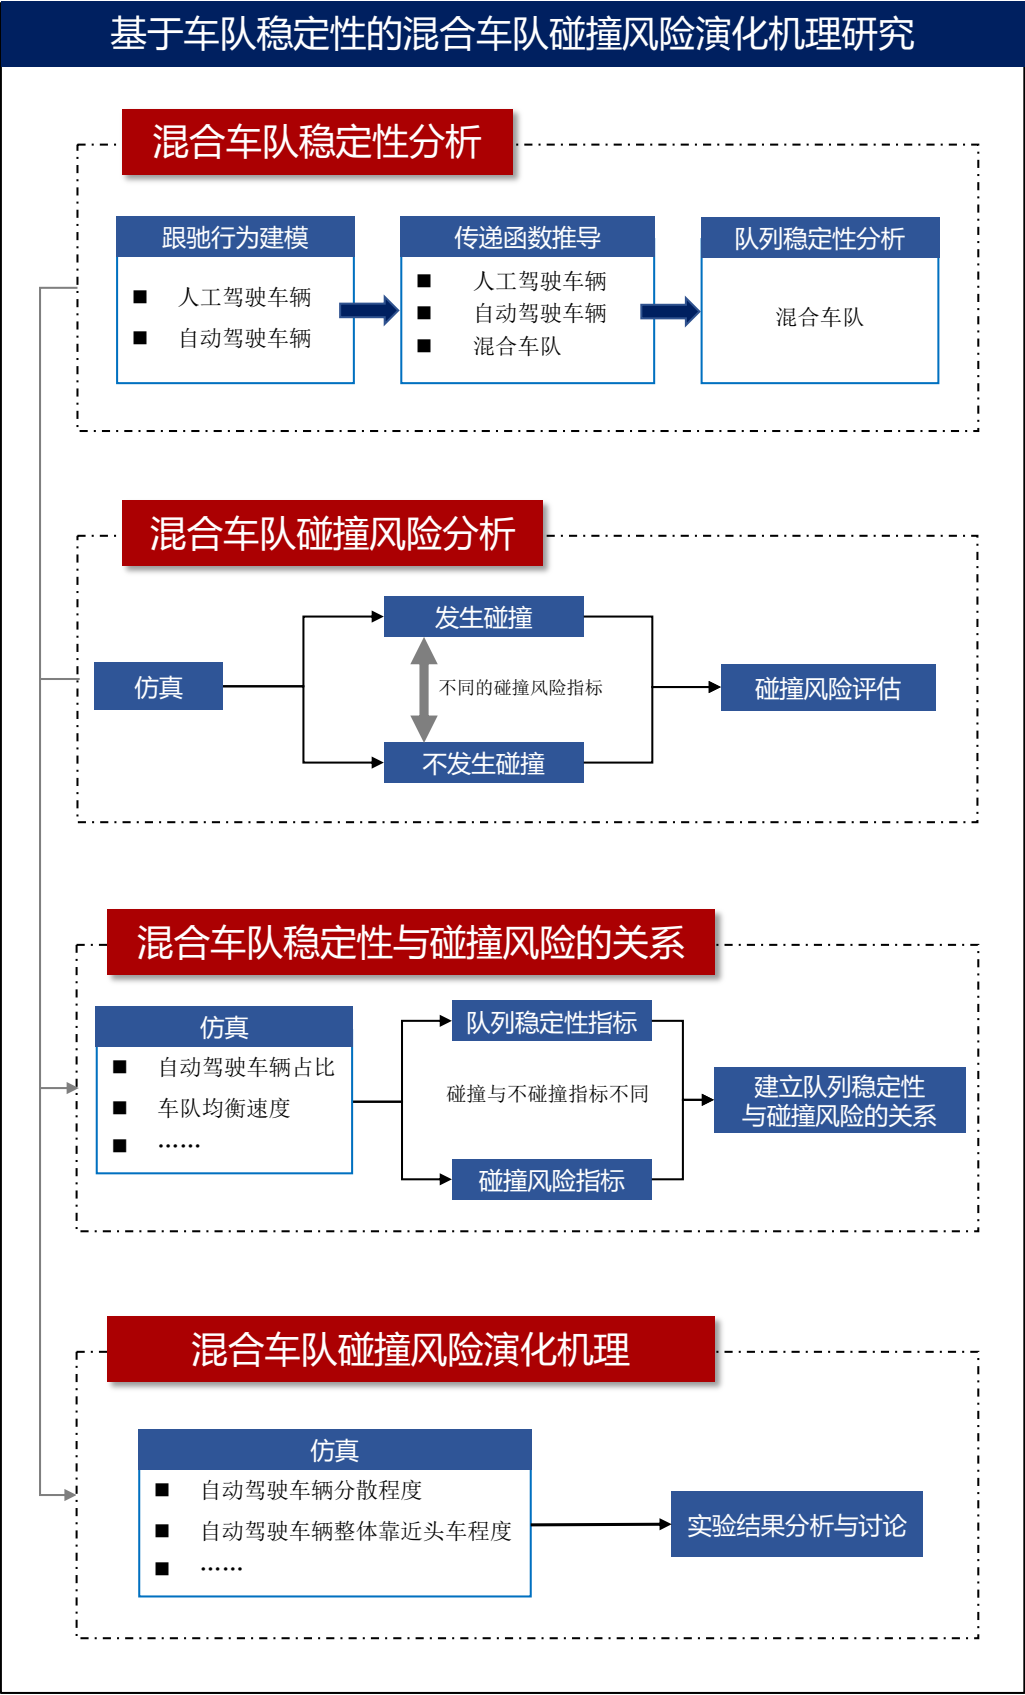 基于车队稳定性的混合车队碰撞风险演化机理研究
混合车队稳定性分析
跟驰行为建模
人工驾驶车辆
自动驾驶车辆
传递函数推导
人工驾驶车辆
自动驾驶车辆
混合车队
队列稳定性分析
混合车队
混合车队碰撞风险分析
仿真
发生碰撞
不同的碰撞风险指标
不发生碰撞
碰撞风险评估
混合车队稳定性与碰撞风险的关系
仿真
自动驾驶车辆占比
车队均衡速度
……
队列稳定性指标
碰撞与不碰撞指标不同
碰撞风险指标
建立队列稳定性
与碰撞风险的关系
混合车队碰撞风险演化机理
仿真
自动驾驶车辆分散程度
自动驾驶车辆整体靠近头车程度
……
实验结果分析与讨论